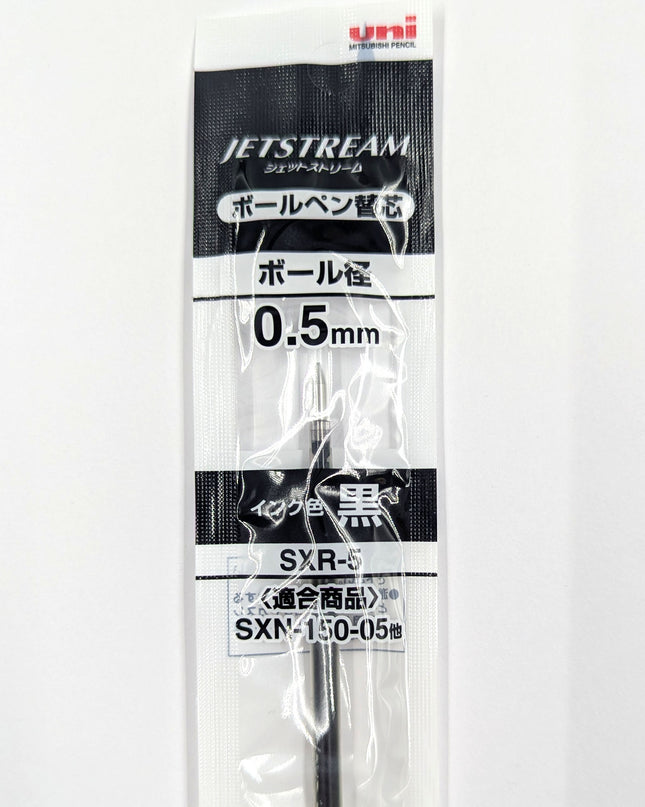 uni
MITSUBISHI PENCIL
JETSTREAM
ジェットストリーム
ボールペン替芯
ボール径
0.5mm
インク色 黒
SXR-5
〈適合商品〉
SXN-150-05他